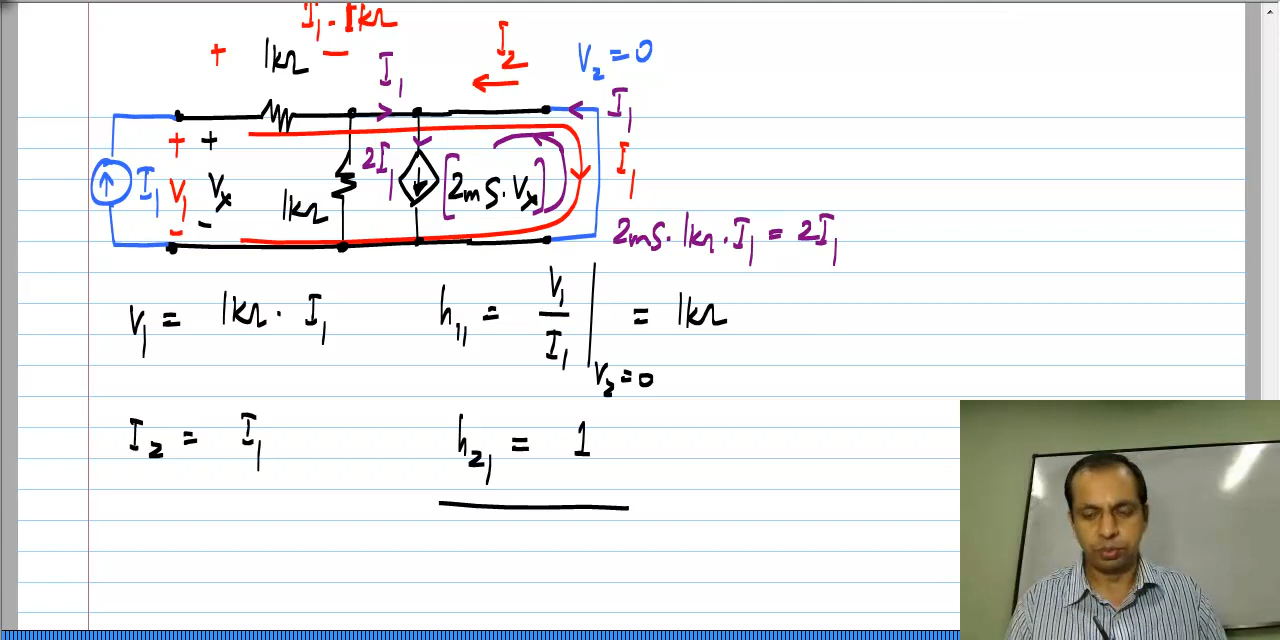 I₁ · 1kΩ
+ 1kΩ − I₁ I₂ V₂ = 0
I₁
+ + 2I₁ [2mS · Vₓ] I₁
I₁ V₁ Vₓ 1kΩ
− −
2mS · 1kΩ · I₁ = 2I₁
V₁ = 1kΩ · I₁ h₁₁ = V₁/I₁ |V₂ = 0 = 1kΩ
I₂ = I₁ h₂₁ = 1